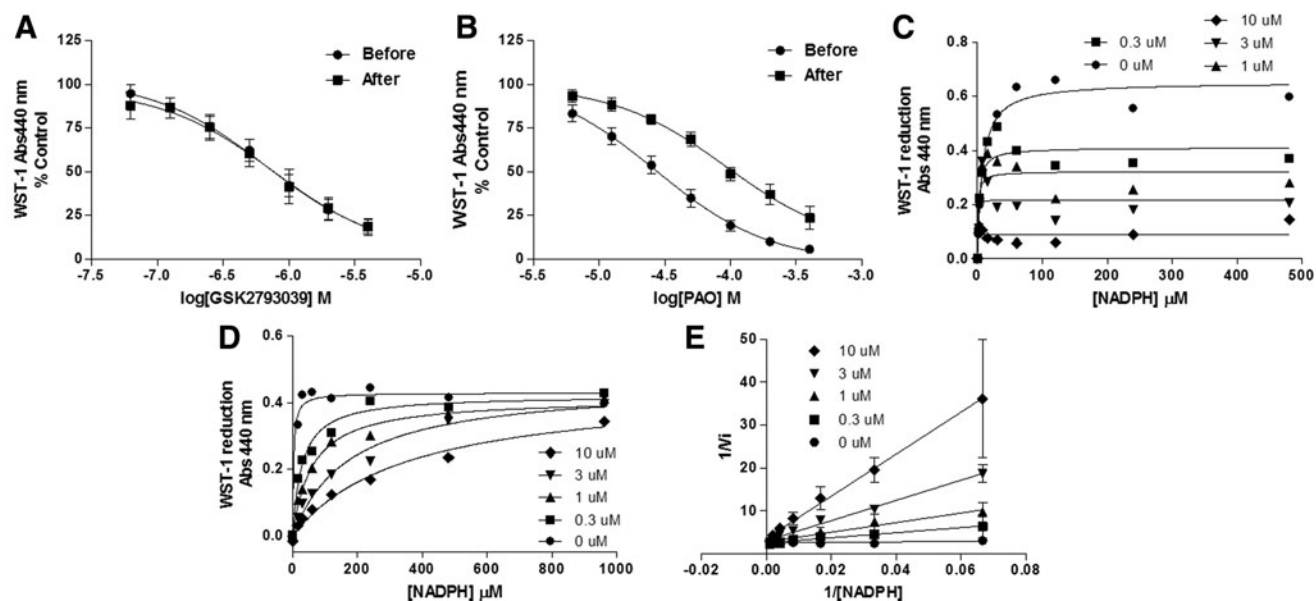 A
WST-1 Abs440 nm
% Control
125
100
75
50
25
0
-7.5
-7.0
-6.5
-6.0
-5.5
-5.0
log[GSK2793039] M
Before
After
B
WST-1 Abs440 nm
% Control
125
100
75
50
25
0
-5.5
-5.0
-4.5
-4.0
-3.5
-3.0
log[PAO] M
Before
After
C
WST-1 reduction
Abs 440 nm
0.8
0.6
0.4
0.2
0.0
0
100
200
300
400
500
[NADPH] μM
0.3 uM
0 uM
10 uM
3 uM
1 uM
D
WST-1 reduction
Abs 440 nm
0.6
0.4
0.2
0.0
0
200
400
600
800
1000
[NADPH] μM
10 uM
3 uM
1 uM
0.3 uM
0 uM
E
1/Vi
50
40
30
20
10
-0.02
0.00
0.02
0.04
0.06
0.08
1/[NADPH]
10 uM
3 uM
1 uM
0.3 uM
0 uM